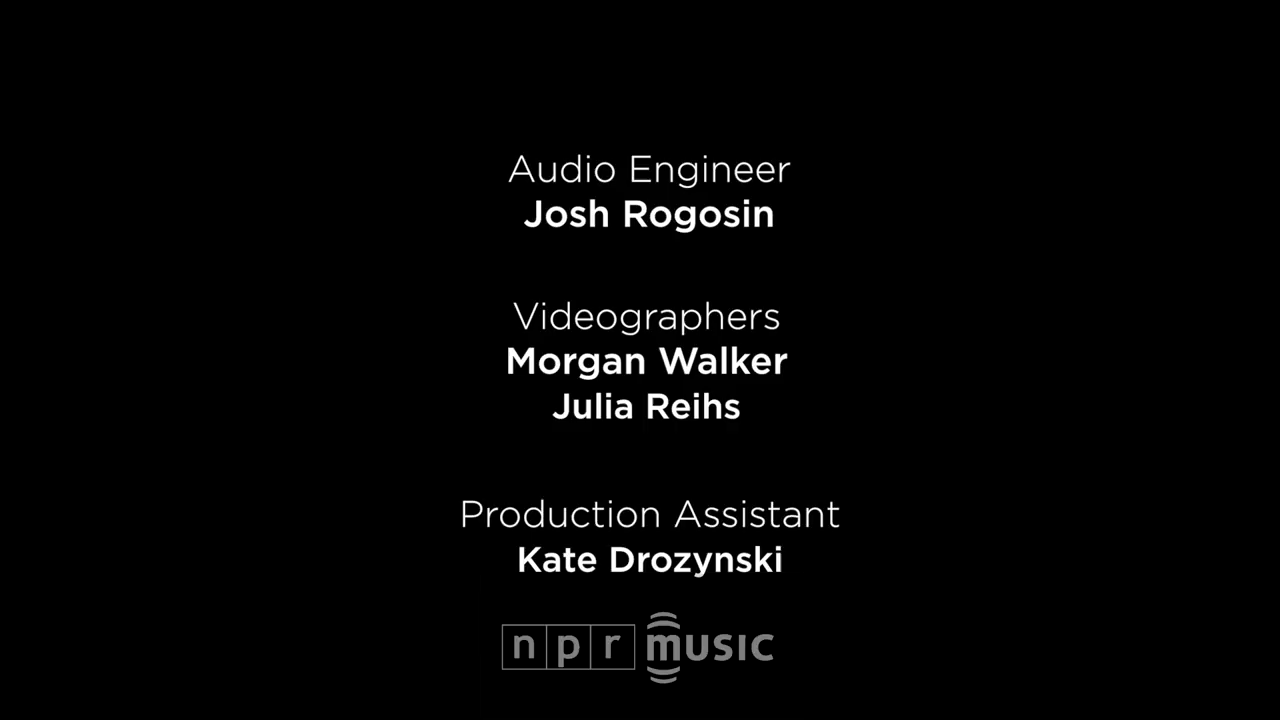 Audio Engineer
Josh Rogosin
Videographers
Morgan Walker
Julia Reihs
Production Assistant
Kate Drozynski
npr music